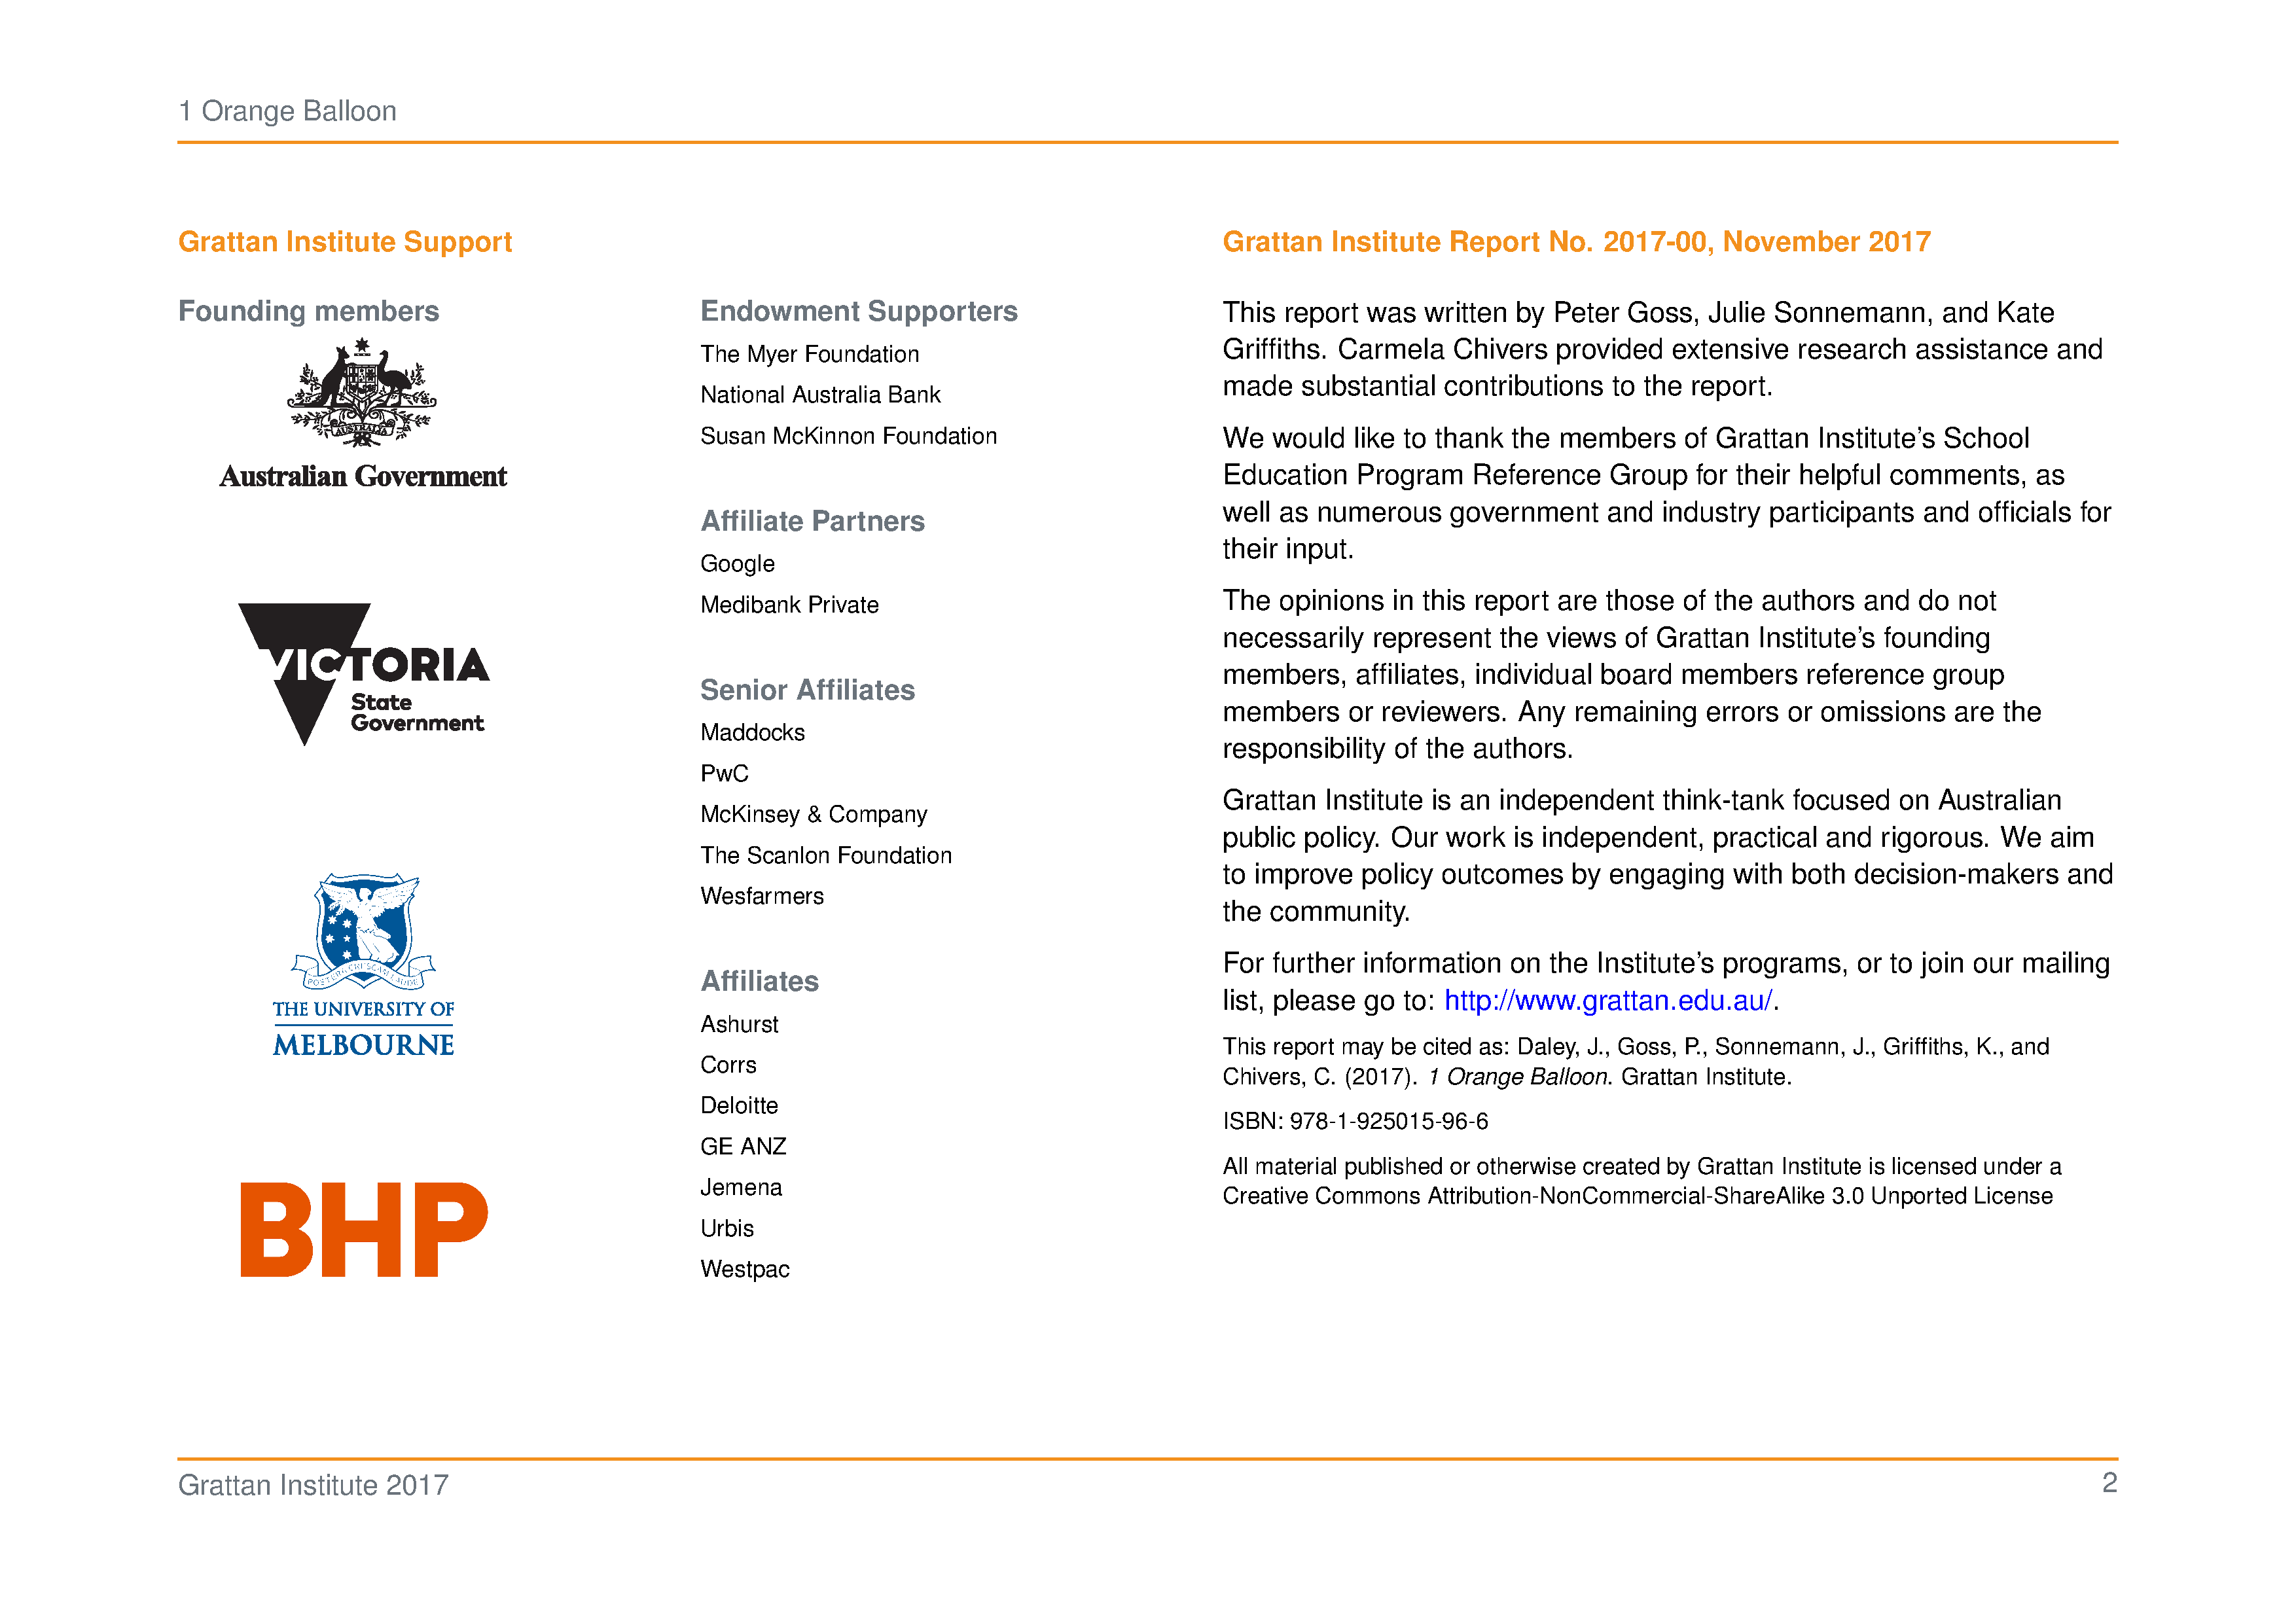 1 Orange Balloon
Grattan Institute Support
Founding members
AUSTRALIA
Australian Government
VICTORIA
State
Government
POSTERA CRESCAM LAUDE
THE UNIVERSITY OF
MELBOURNE
BHP
Endowment Supporters
The Myer Foundation
National Australia Bank
Susan McKinnon Foundation
Affiliate Partners
Google
Medibank Private
Senior Affiliates
Maddocks
PwC
McKinsey & Company
The Scanlon Foundation
Wesfarmers
Affiliates
Ashurst
Corrs
Deloitte
GE ANZ
Jemena
Urbis
Westpac
Grattan Institute Report No. 2017-00, November 2017
This report was written by Peter Goss, Julie Sonnemann, and Kate
Griffiths. Carmela Chivers provided extensive research assistance and
made substantial contributions to the report.
We would like to thank the members of Grattan Institute’s School
Education Program Reference Group for their helpful comments, as
well as numerous government and industry participants and officials for
their input.
The opinions in this report are those of the authors and do not
necessarily represent the views of Grattan Institute’s founding
members, affiliates, individual board members reference group
members or reviewers. Any remaining errors or omissions are the
responsibility of the authors.
Grattan Institute is an independent think-tank focused on Australian
public policy. Our work is independent, practical and rigorous. We aim
to improve policy outcomes by engaging with both decision-makers and
the community.
For further information on the Institute’s programs, or to join our mailing
list, please go to: http://www.grattan.edu.au/.
This report may be cited as: Daley, J., Goss, P., Sonnemann, J., Griffiths, K., and
Chivers, C. (2017). 1 Orange Balloon. Grattan Institute.
ISBN: 978-1-925015-96-6
All material published or otherwise created by Grattan Institute is licensed under a
Creative Commons Attribution-NonCommercial-ShareAlike 3.0 Unported License
Grattan Institute 2017
2